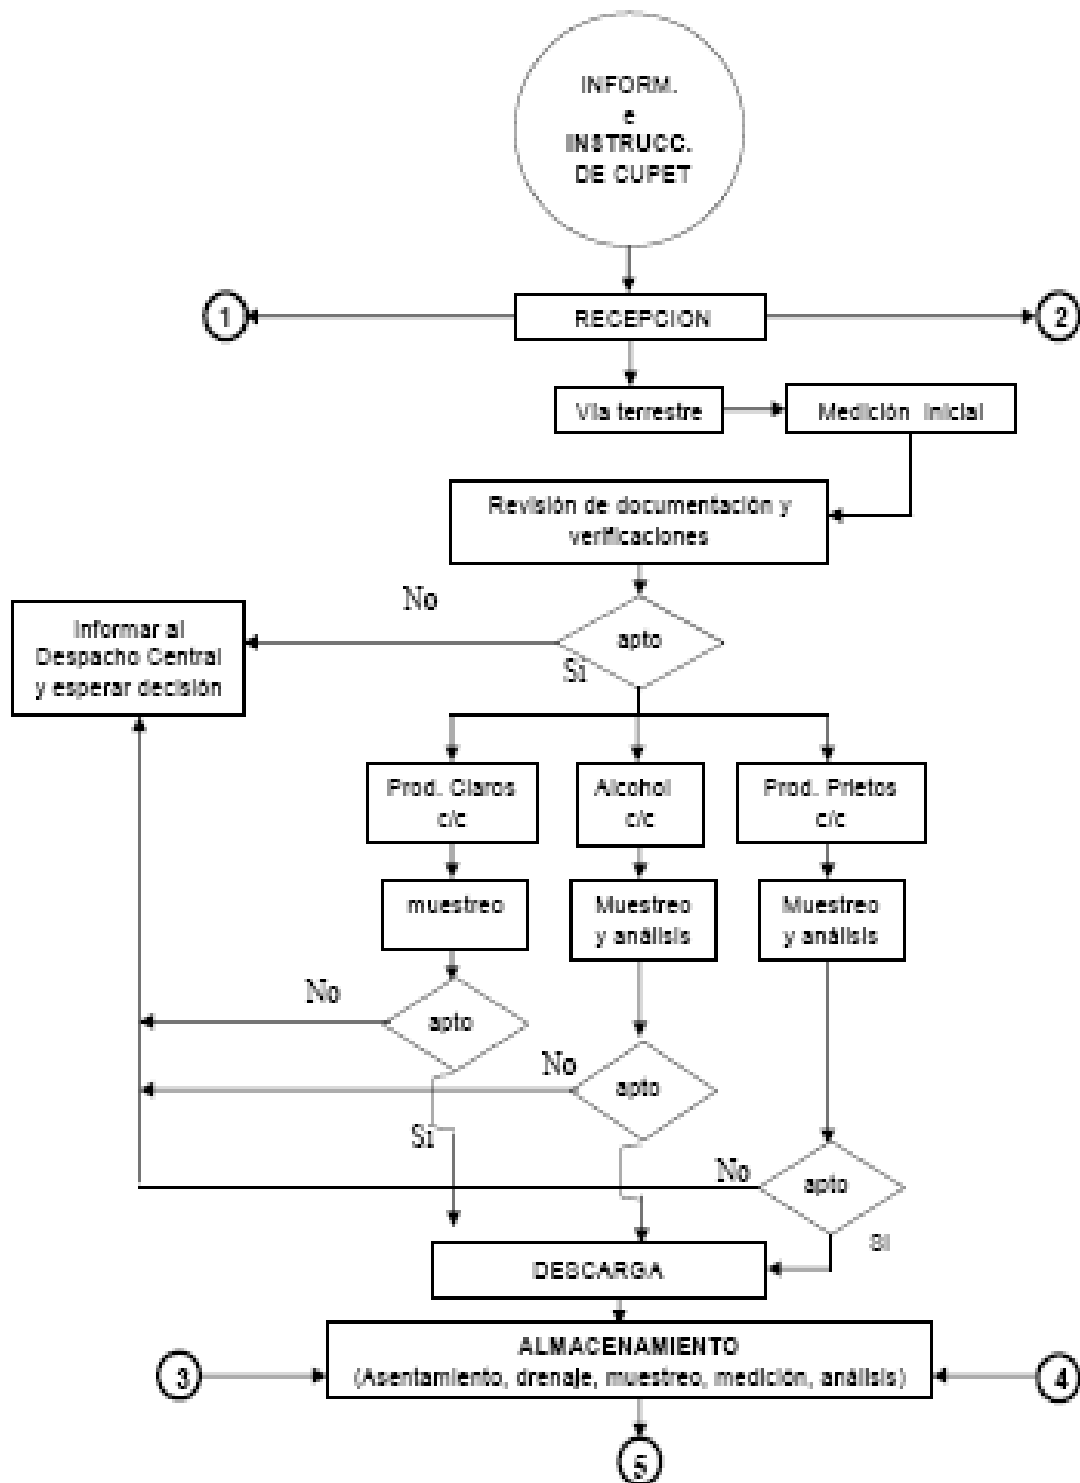 INFORM.
e
INSTRUCC.
DE CUPET
1
RECEPCION
2
Vía terrestre
Medición inicial
Revisión de documentación y
verificaciones
No
Informar al
Despacho Central
y esperar decisión
apto
Si
Prod. Claros
c/c
Alcohol
c/c
Prod. Prietos
c/c
muestreo
Muestreo
y análisis
Muestreo
y análisis
No
apto
No
apto
Si
No
apto
SI
DESCARGA
ALMACENAMIENTO
3
(Asentamiento, drenaje, muestreo, medición, análisis)
4
5